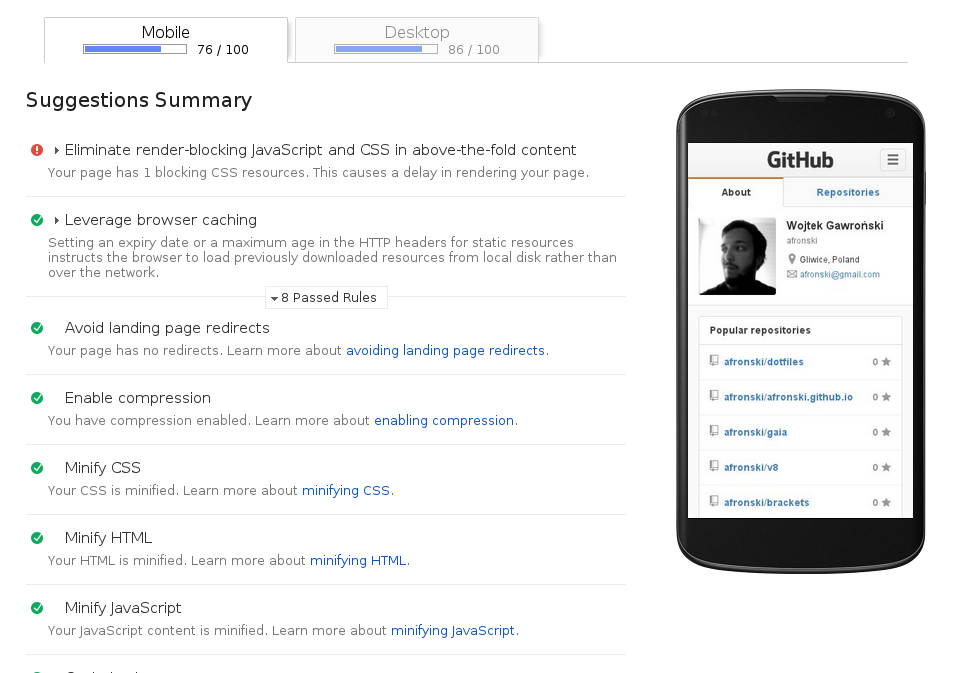 Mobile
76 / 100
Desktop
86 / 100
Suggestions Summary
Eliminate render-blocking JavaScript and CSS in above-the-fold content
Your page has 1 blocking CSS resources. This causes a delay in rendering your page.
Leverage browser caching
Setting an expiry date or a maximum age in the HTTP headers for static resources
instructs the browser to load previously downloaded resources from local disk rather than
over the network.
8 Passed Rules
Avoid landing page redirects
Your page has no redirects. Learn more about avoiding landing page redirects.
Enable compression
You have compression enabled. Learn more about enabling compression.
Minify CSS
Your CSS is minified. Learn more about minifying CSS.
Minify HTML
Your HTML is minified. Learn more about minifying HTML.
Minify JavaScript
Your JavaScript content is minified. Learn more about minifying JavaScript.
GitHub
About
Repositories
Wojtek Gawroński
afronski
Gliwice, Poland
afronski@gmail.com
Popular repositories
afronski/dotfiles 0
afronski/afronski.github.io 0
afronski/gaia 0
afronski/v8 0
afronski/brackets 0